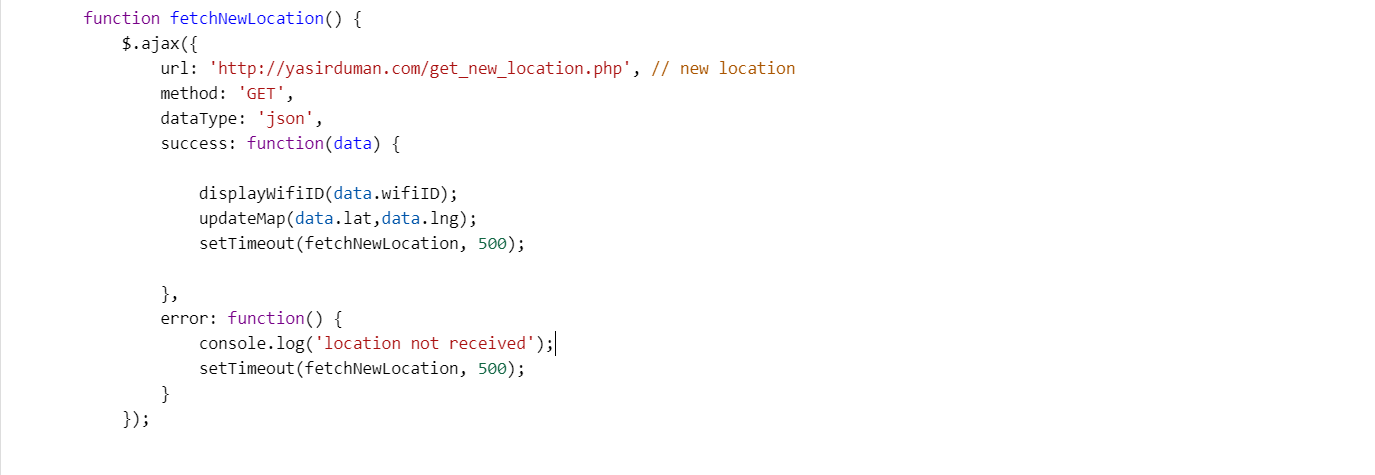 function fetchNewLocation() {
$.ajax({
url: 'http://yasirduman.com/get_new_location.php', // new location
method: 'GET',
dataType: 'json',
success: function(data) {
displayWifiID(data.wifiID);
updateMap(data.lat,data.lng);
setTimeout(fetchNewLocation, 500);
},
error: function() {
console.log('location not received');
setTimeout(fetchNewLocation, 500);
}
});